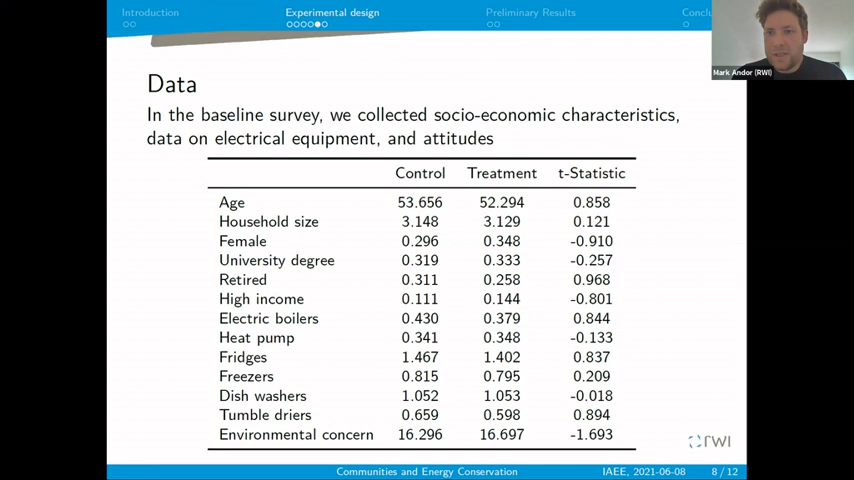 Introduction Experimental design Preliminary Results
Data
In the baseline survey, we collected socio-economic characteristics,
data on electrical equipment, and attitudes
Control Treatment t-Statistic
Age 53.656 52.294 0.858
Household size 3.148 3.129 0.121
Female 0.296 0.348 -0.910
University degree 0.319 0.333 -0.257
Retired 0.311 0.258 0.968
High income 0.111 0.144 -0.801
Electric boilers 0.430 0.379 0.844
Heat pump 0.341 0.348 -0.133
Fridges 1.467 1.402 0.837
Freezers 0.815 0.795 0.209
Dish washers 1.052 1.053 -0.018
Tumble driers 0.659 0.598 0.894
Environmental concern 16.296 16.697 -1.693
RWI
Communities and Energy Conservation IAEE, 2021-06-08 8 / 12
Mark Andor (RWI)